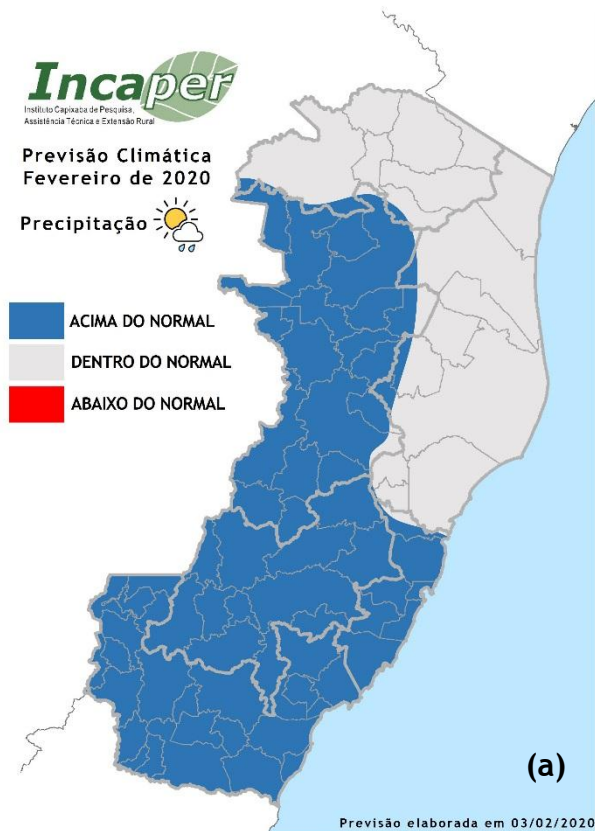 Incaper
Instituto Capixaba de Pesquisa,
Assistência Técnica e Extensão Rural
Previsão Climática
Fevereiro de 2020
Precipitação
ACIMA DO NORMAL
DENTRO DO NORMAL
ABAIXO DO NORMAL
(a)
Previsão elaborada em 03/02/2020